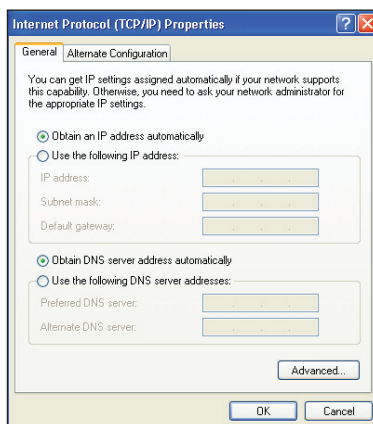 Internet Protocol (TCP/IP) Properties
General
Alternate Configuration
You can get IP settings assigned automatically if your network supports
this capability. Otherwise, you need to ask your network administrator for
the appropriate IP settings.
Obtain an IP address automatically
Use the following IP address:
IP address:
Subnet mask:
Default gateway:
Obtain DNS server address automatically
Use the following DNS server addresses:
Preferred DNS server:
Alternate DNS server:
Advanced...
OK
Cancel